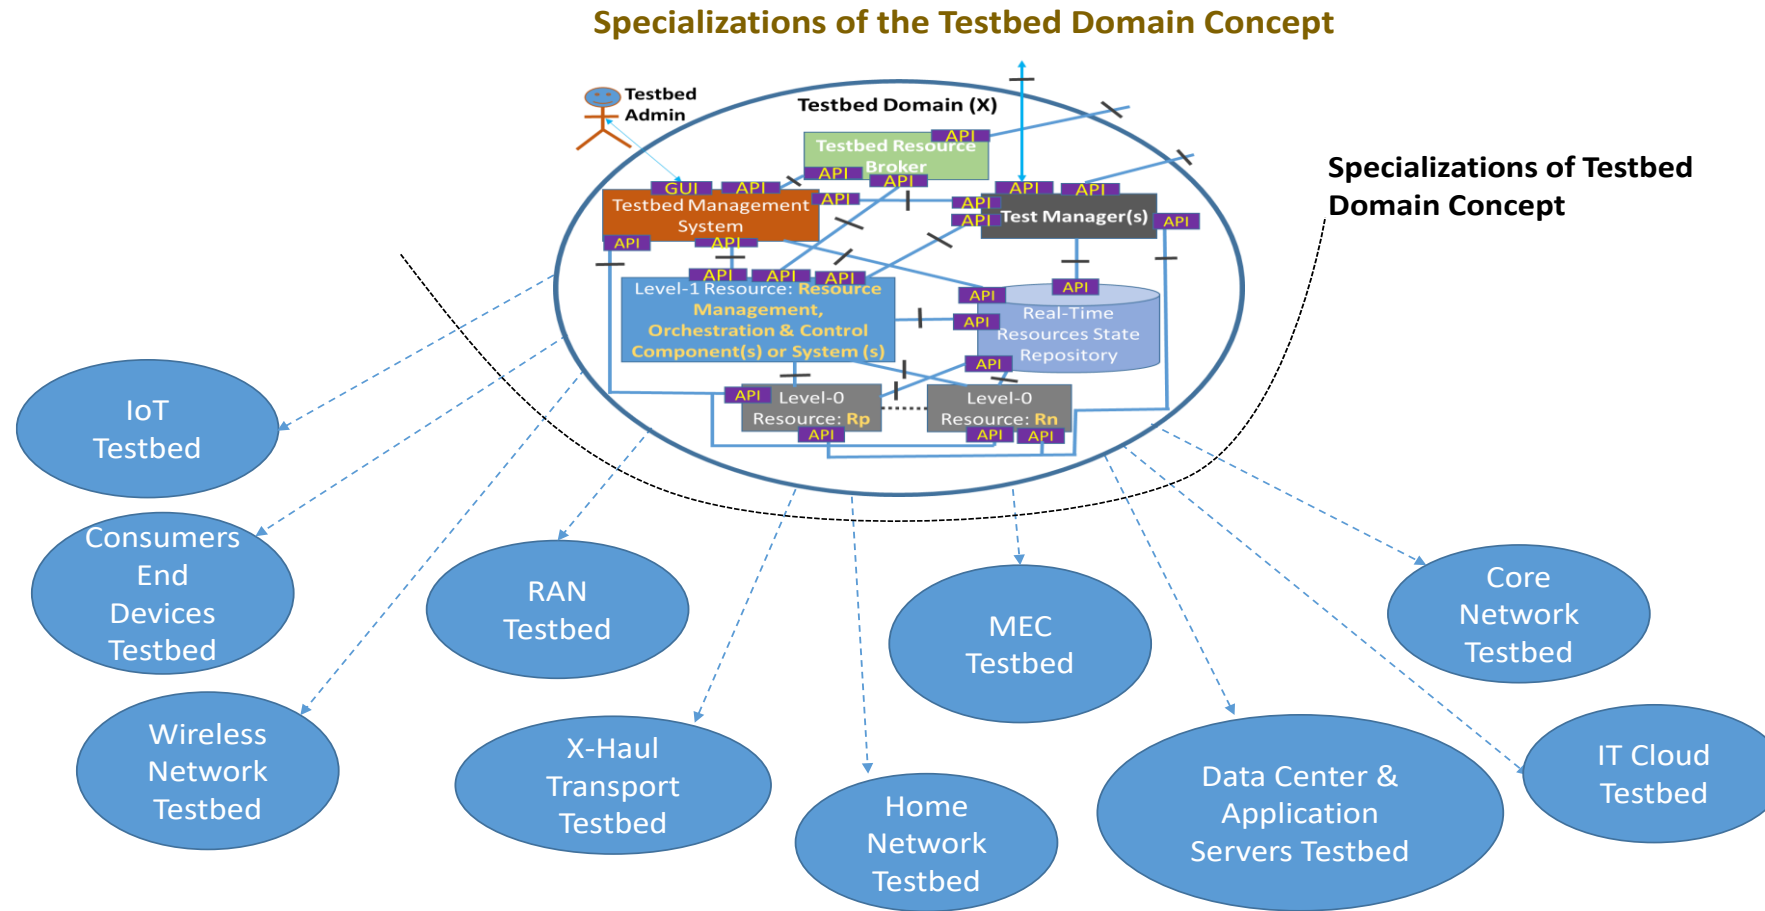 Specializations of the Testbed Domain Concept
Testbed
Admin
Testbed Domain (X)
API
Testbed Resource
Broker
API
API
GUI
API
Testbed Management
System
API
API
API
API
API
API
API
Test Manager(s)
API
API
API
API
Level-1 Resource: Resource
Management,
Orchestration & Control
Component(s) or System (s)
API
API
API
Real-Time
Resources State
Repository
API
API
Level-0
Resource: Rp
API
Level-0
Resource: Rn
API
API
Specializations of Testbed
Domain Concept
IoT
Testbed
Consumers
End
Devices
Testbed
Wireless
Network
Testbed
RAN
Testbed
X-Haul
Transport
Testbed
Home
Network
Testbed
MEC
Testbed
Data Center &
Application
Servers Testbed
Core
Network
Testbed
IT Cloud
Testbed